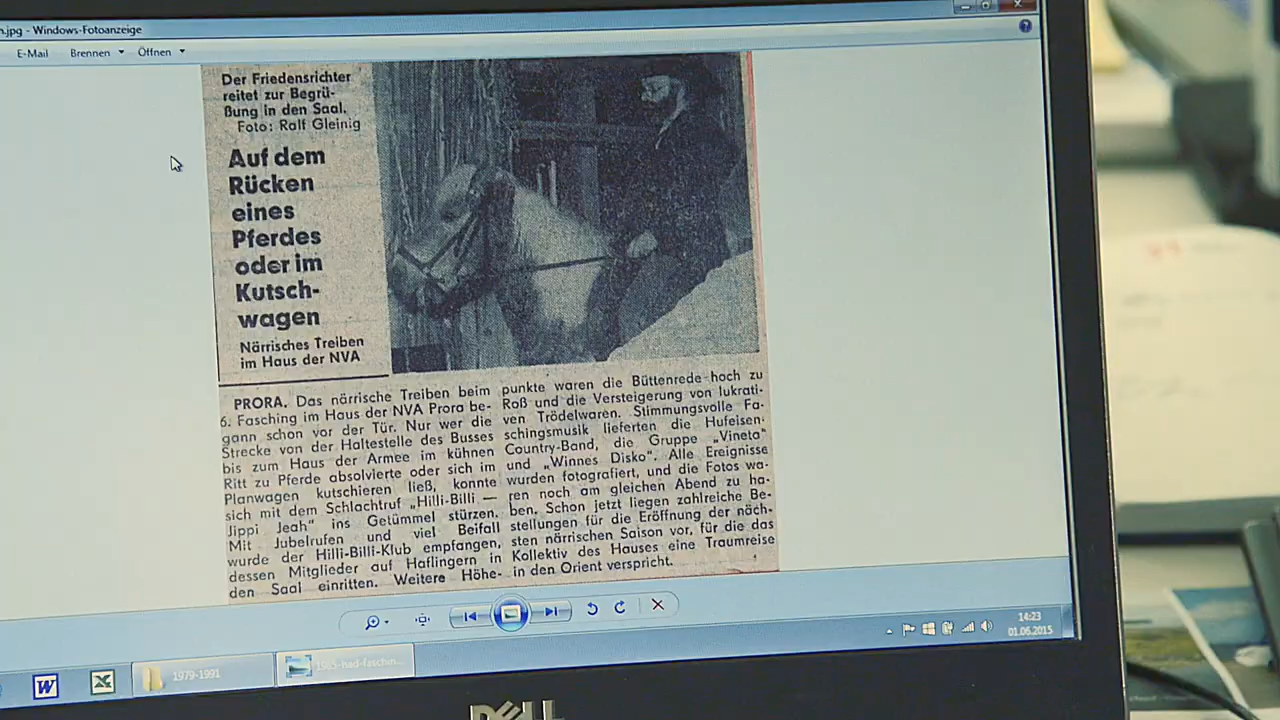 n.jpg - Windows-Fotoanzeige
E-Mail Brennen Öffnen
Der Friedensrichter
reitet zur Begrü-
ßung in den Saal.
Foto: Ralf Gleinig
Auf dem
Rücken
eines
Pferdes
oder im
Kutsch-
wagen
Närrisches Treiben
im Haus der NVA
PRORA. Das närrische Treiben beim
6. Fasching im Haus der NVA Prora be-
gann schon vor der Tür. Nur wer die
Strecke von der Haltestelle des Busses
bis zum Haus der Armee im kühnen
Ritt zu Pferde absolvierte oder sich im
Planwagen kutschieren ließ, konnte
sich mit dem Schlachtruf „Hilli-Billi —
Jippi Jeah" ins Getümmel stürzen.
Mit Jubelrufen und viel Beifall
wurde der Hilli-Billi-Klub empfangen,
dessen Mitglieder auf Haflingern in
den Saal einritten. Weitere Höhe-
punkte waren die Büttenrede hoch zu
Roß und die Versteigerung von lukrati-
ven Trödelwaren. Stimmungsvolle Fa-
schingsmusik lieferten die Hufeisen-
Country-Band, die Gruppe „Vineta"
und „Winnes Disko". Alle Ereignisse
wurden fotografiert, und die Fotos wa-
ren noch am gleichen Abend zu ha-
ben. Schon jetzt liegen zahlreiche Be-
stellungen für die Eröffnung der näch-
sten närrischen Saison vor, für die das
Kollektiv des Hauses eine Traumreise
in den Orient verspricht.
14:23
01.06.2015
1979-1991
DELL